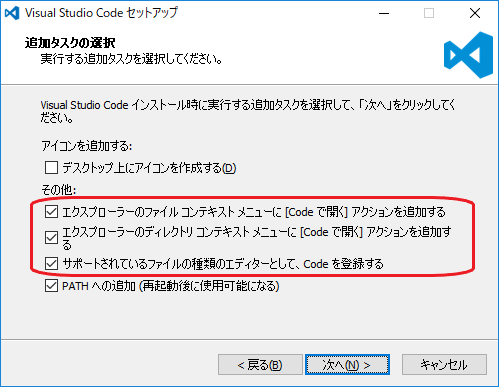 Visual Studio Code セットアップ
追加タスクの選択
実行する追加タスクを選択してください。
Visual Studio Code インストール時に実行する追加タスクを選択して、「次へ」をクリックしてく
ださい。
アイコンを追加する:
デスクトップ上にアイコンを作成する(D)
その他:
エクスプローラーのファイル コンテキスト メニューに [Code で開く] アクションを追加する
エクスプローラーのディレクトリ コンテキスト メニューに [Code で開く] アクションを追加す
る
サポートされているファイルの種類のエディターとして、Code を登録する
PATH への追加 (再起動後に使用可能になる)
< 戻る(B)
次へ(N) >
キャンセル